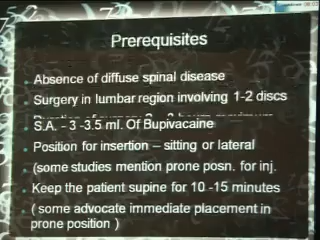 Prerequisites
Absence of diffuse spinal disease
Surgery in lumbar region involving 1-2 discs
S.A. - 3 -3.5 ml. Of Bupivacaine
Position for insertion – sitting or lateral
(some studies mention prone posn. for inj.
Keep the patient supine for 10 -15 minutes
( some advocate immediate placement in
prone position )